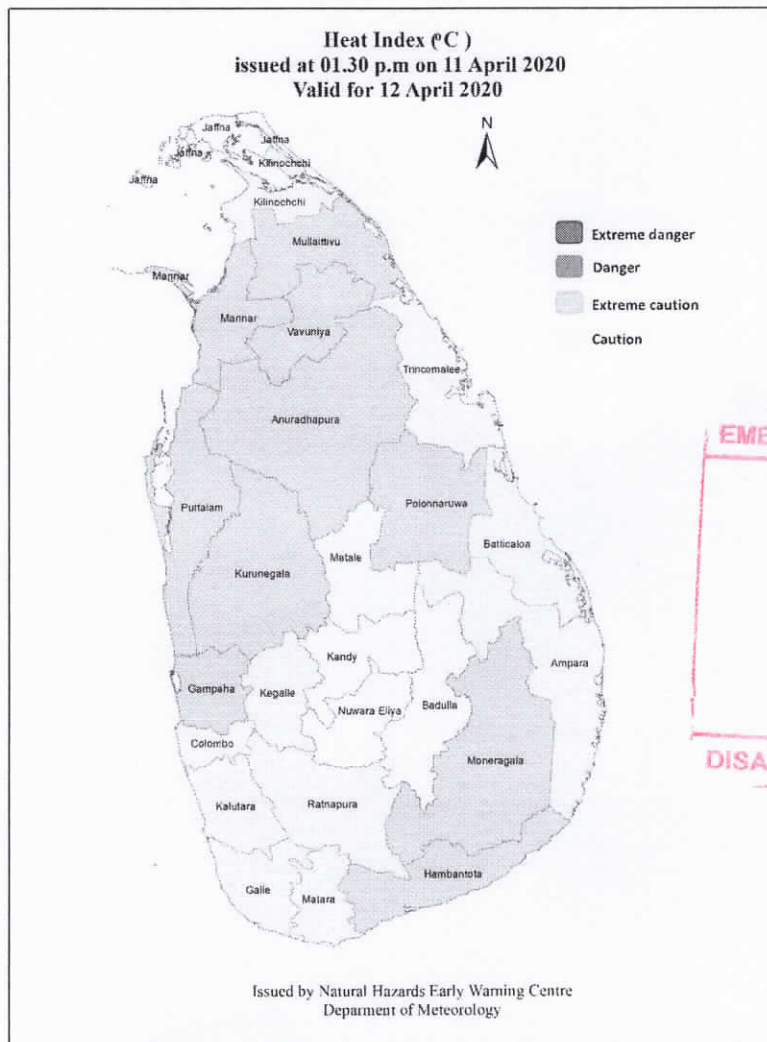 Heat Index (ºC )
issued at 01.30 p.m on 11 April 2020
Valid for 12 April 2020
N
Jaffna
Jaffna
Jaffna
Kilinochchi
Jaffna
Kilinochchi
Mullaittivu
Mannar
Mannar
Vavuniya
Trincomalee
Anuradhapura
Puttalam
Polonnaruwa
Batticaloa
Matale
Kurunegala
Kandy
Ampara
Gampaha
Kegalle
Nuwara Eliya
Badulla
Colombo
Moneragala
Kalutara
Ratnapura
Hambantota
Galle
Matara
Extreme danger
Danger
Extreme caution
Caution
EME
DISA
Issued by Natural Hazards Early Warning Centre
Deparment of Meteorology